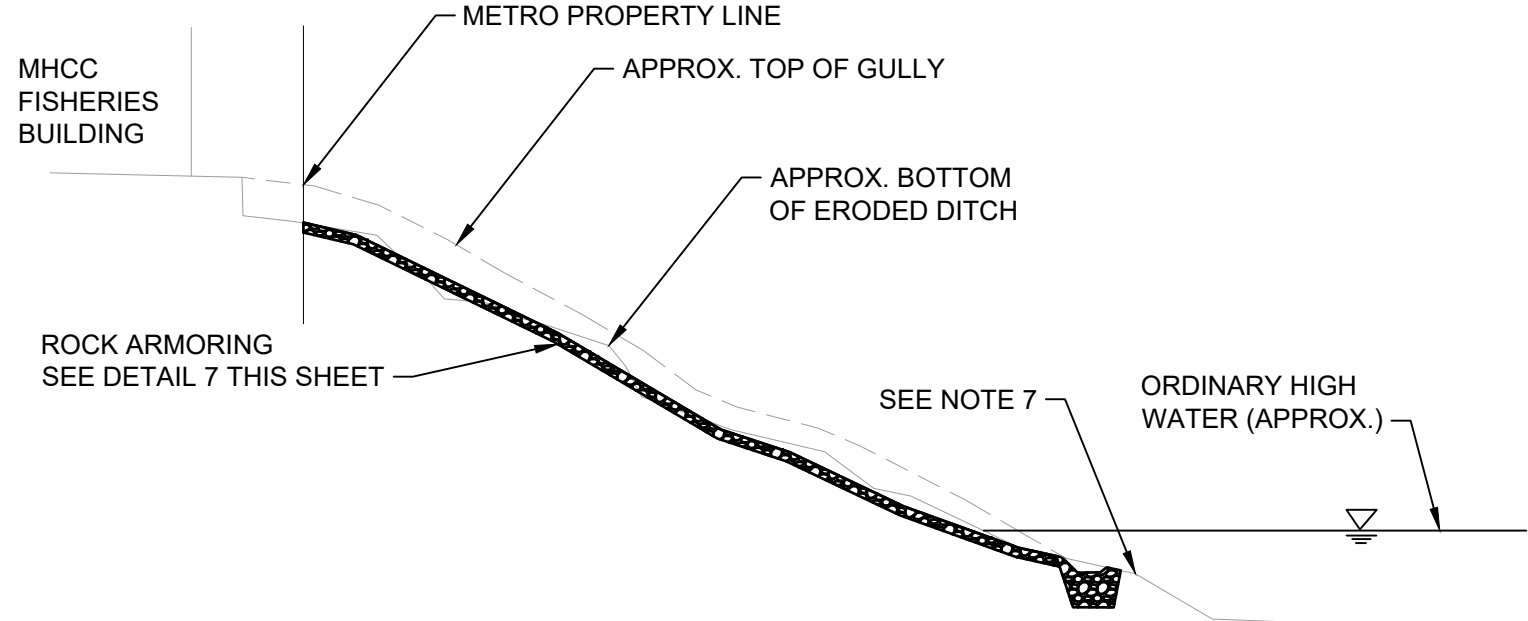 METRO PROPERTY LINE
MHCC
FISHERIES
BUILDING
APPROX. TOP OF GULLY
APPROX. BOTTOM
OF ERODED DITCH
ROCK ARMORING
SEE DETAIL 7 THIS SHEET
SEE NOTE 7
ORDINARY HIGH
WATER (APPROX.)